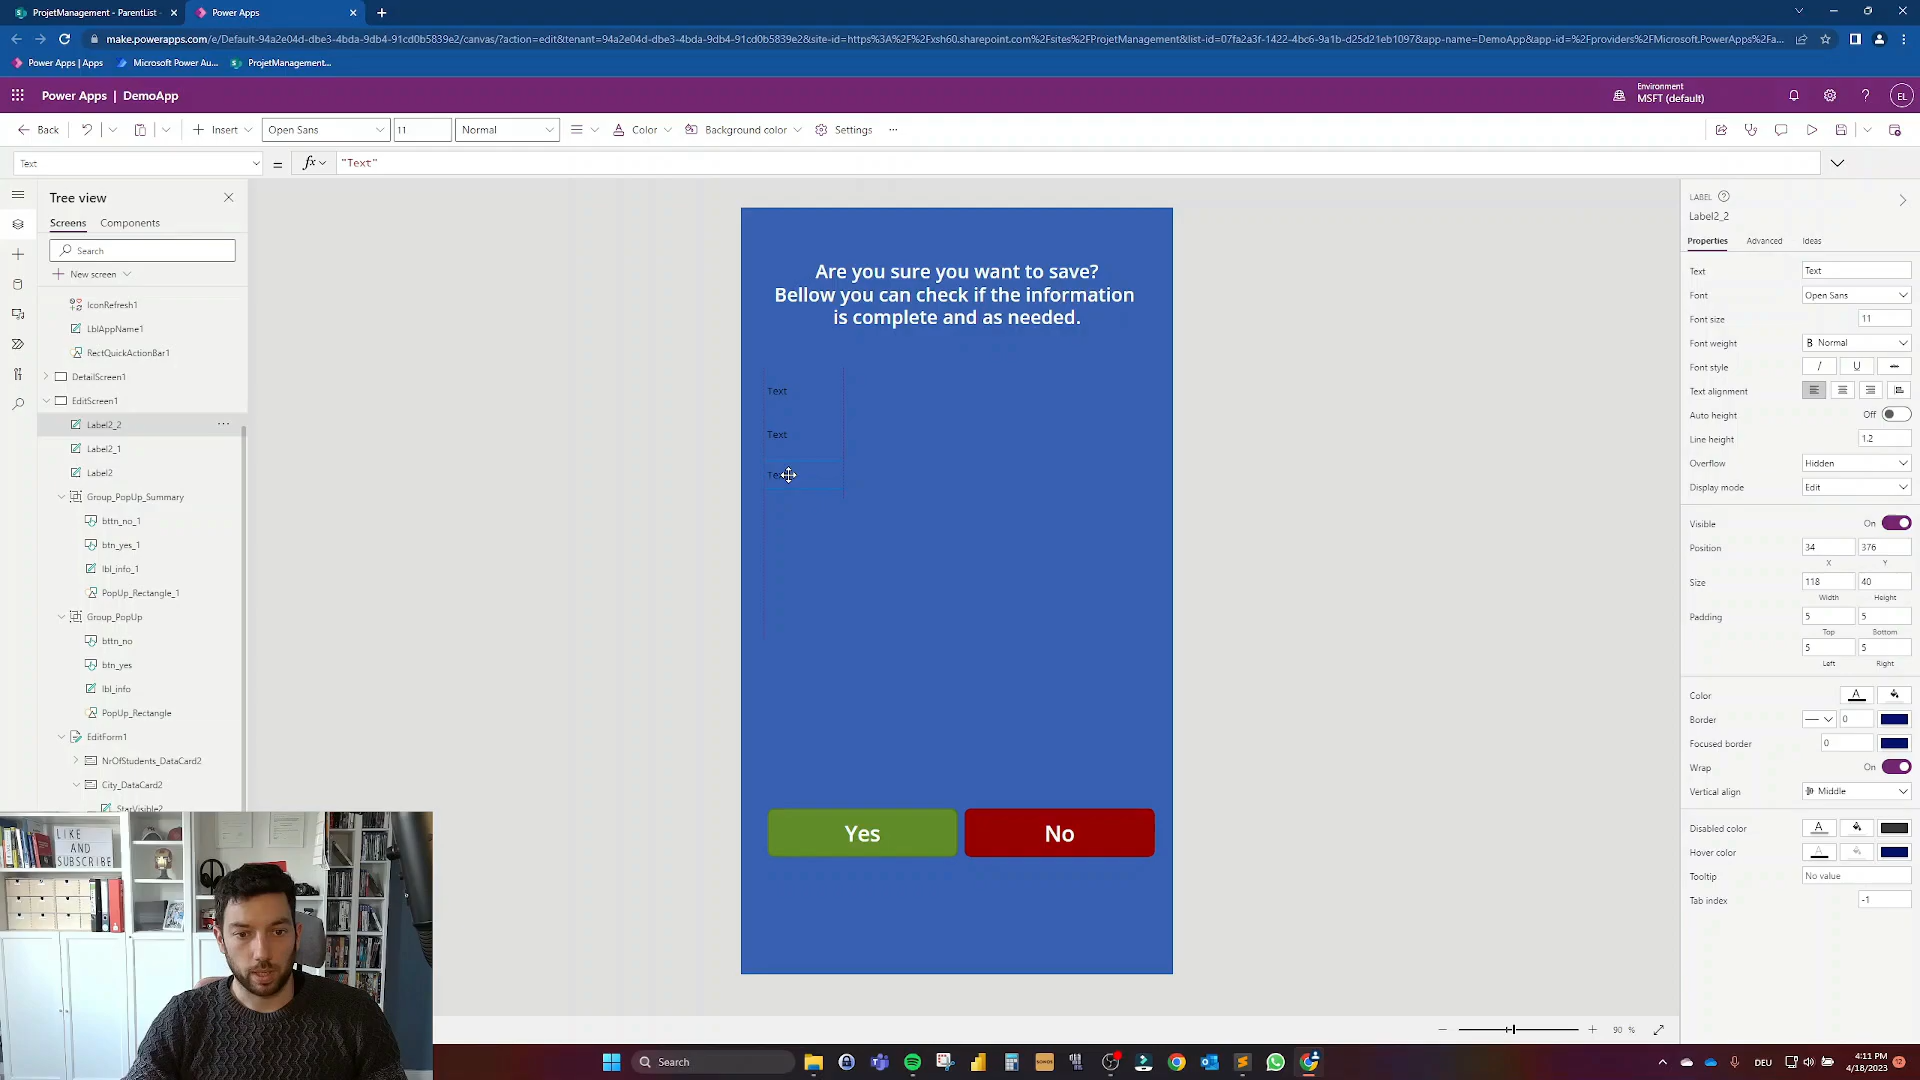 ProjetManagement - ParentList -
Power Apps
make.powerapps.com/e/Default-94a2e04d-dbe3-4bda-9db4-91cd0b5839e2/canvas/?action=edit&tenant=94a2e04d-dbe3-4bda-9db4-91cd0b5839e2&site-id=https%3A%2F%2Fxsh60.sharepoint.com%2Fsites%2FProjetManagement&list-id=07fa2a3f-1422-4bc6-9a1b-d25d21eb1097&app-name=DemoApp&app-id=%2Fproviders%2FMicrosoft.PowerApps%2Fa...
Power Apps | Apps
Microsoft Power Au...
ProjetManagement...
Power Apps | DemoApp
Environment
MSFT (default)
EL
Back
Insert
Open Sans
11
Normal
Color
Background color
Settings
Text
=
fx
"Text"
Tree view
Screens
Components
Search
New screen
IconRefresh1
LblAppName1
RectQuickActionBar1
DetailScreen1
EditScreen1
Label2_2
Label2_1
Label2
Group_PopUp_Summary
bttn_no_1
btn_yes_1
lbl_info_1
PopUp_Rectangle_1
Group_PopUp
bttn_no
btn_yes
lbl_info
PopUp_Rectangle
EditForm1
NrOfStudents_DataCard2
City_DataCard2
StarVisible2
LIKE
AND
SUBSCRIBE
Are you sure you want to save?
Bellow you can check if the information
is complete and as needed.
Text
Text
Yes
No
LABEL
Label2_2
Properties
Advanced
Ideas
Text
Text
Font
Open Sans
Font size
11
Font weight
B Normal
Font style
Text alignment
Auto height
Off
Line height
1.2
Overflow
Hidden
Display mode
Edit
Visible
On
Position
34
376
X
Y
Size
118
40
Width
Height
Padding
5
5
Top
Bottom
5
5
Left
Right
Color
Border
0
Focused border
0
Wrap
On
Vertical align
Middle
Disabled color
Hover color
Tooltip
No value
Tab index
-1
90 %
Search
DEU
4:11 PM
4/18/2023